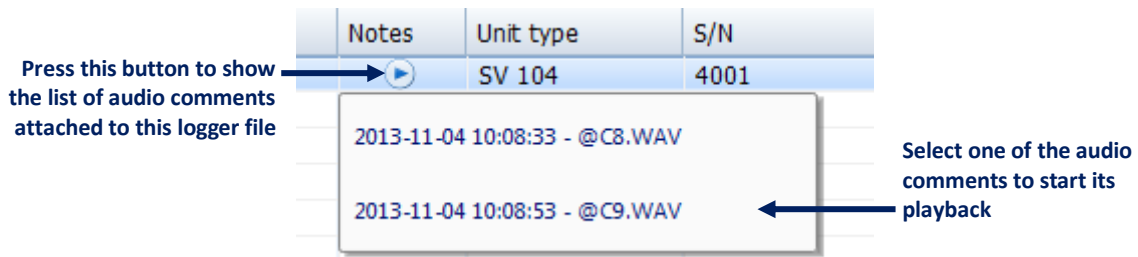 Notes Unit type S/N
Press this button to show
the list of audio comments
attached to this logger file
SV 104 4001
2013-11-04 10:08:33 - @C8.WAV
2013-11-04 10:08:53 - @C9.WAV
Select one of the audio
comments to start its
playback